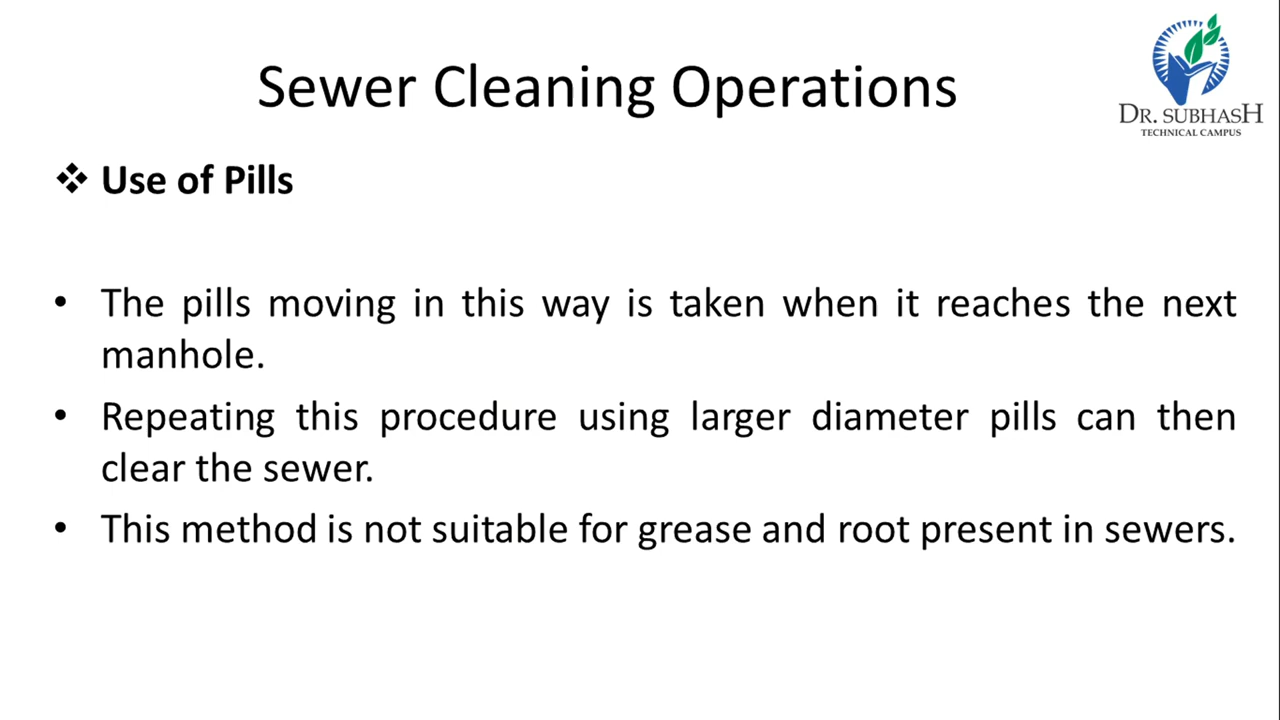 Sewer Cleaning Operations
DR. SUBHASH
TECHNICAL CAMPUS
❖ Use of Pills
• The pills moving in this way is taken when it reaches the next
manhole.
• Repeating this procedure using larger diameter pills can then
clear the sewer.
• This method is not suitable for grease and root present in sewers.